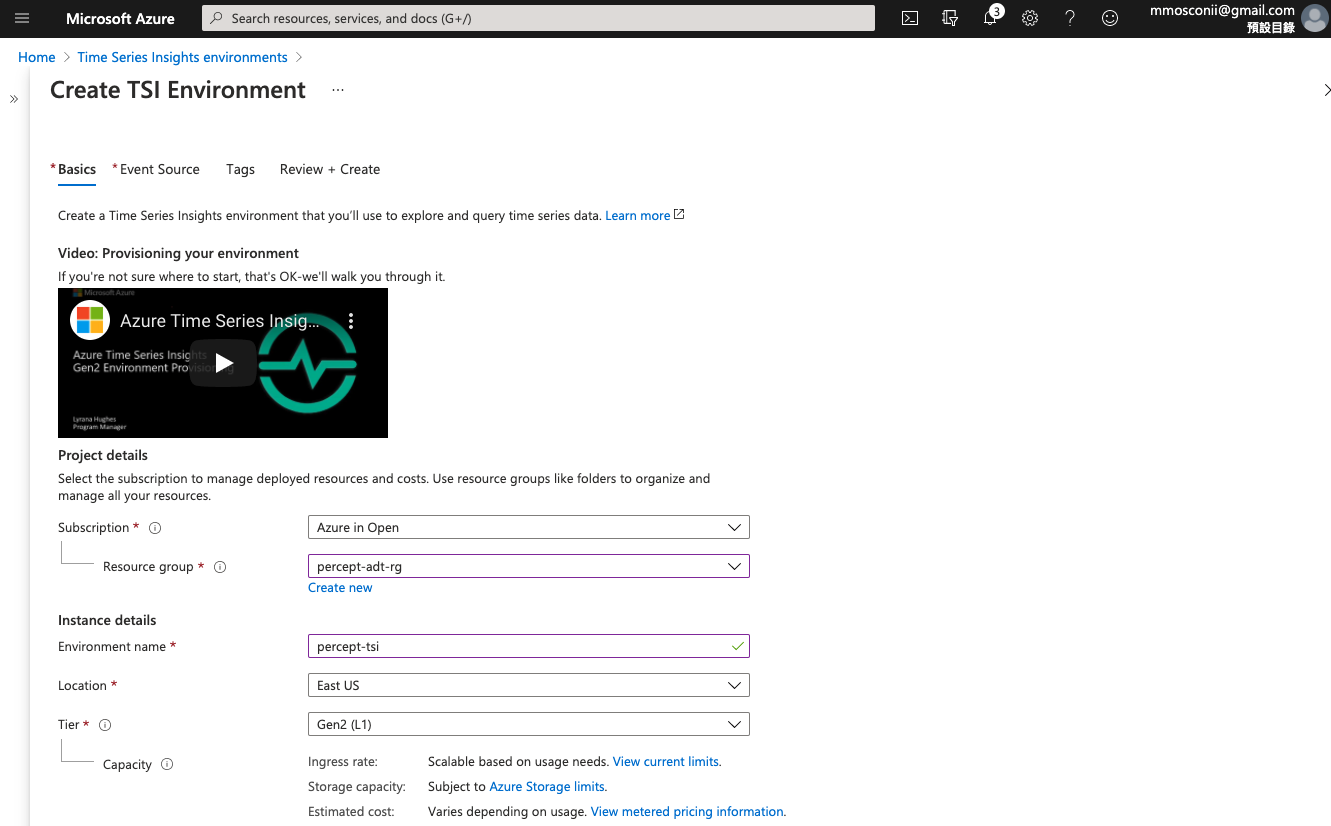 Microsoft Azure
Search resources, services, and docs (G+/)
3
mmosconii@gmail.com
預設目錄
Home > Time Series Insights environments >
Create TSI Environment ...
* Basics * Event Source Tags Review + Create
Create a Time Series Insights environment that you'll use to explore and query time series data. Learn more
Video: Provisioning your environment
If you're not sure where to start, that's OK-we'll walk you through it.
Microsoft Azure
Azure Time Series Insig...
Azure Time Series Insights
Gen2 Environment Provisioning
Lyrana Hughes
Program Manager
Project details
Select the subscription to manage deployed resources and costs. Use resource groups like folders to organize and
manage all your resources.
Subscription * Azure in Open
Resource group * percept-adt-rg
Create new
Instance details
Environment name * percept-tsi
Location * East US
Tier * Gen2 (L1)
Capacity Ingress rate: Scalable based on usage needs. View current limits.
Storage capacity: Subject to Azure Storage limits.
Estimated cost: Varies depending on usage. View metered pricing information.